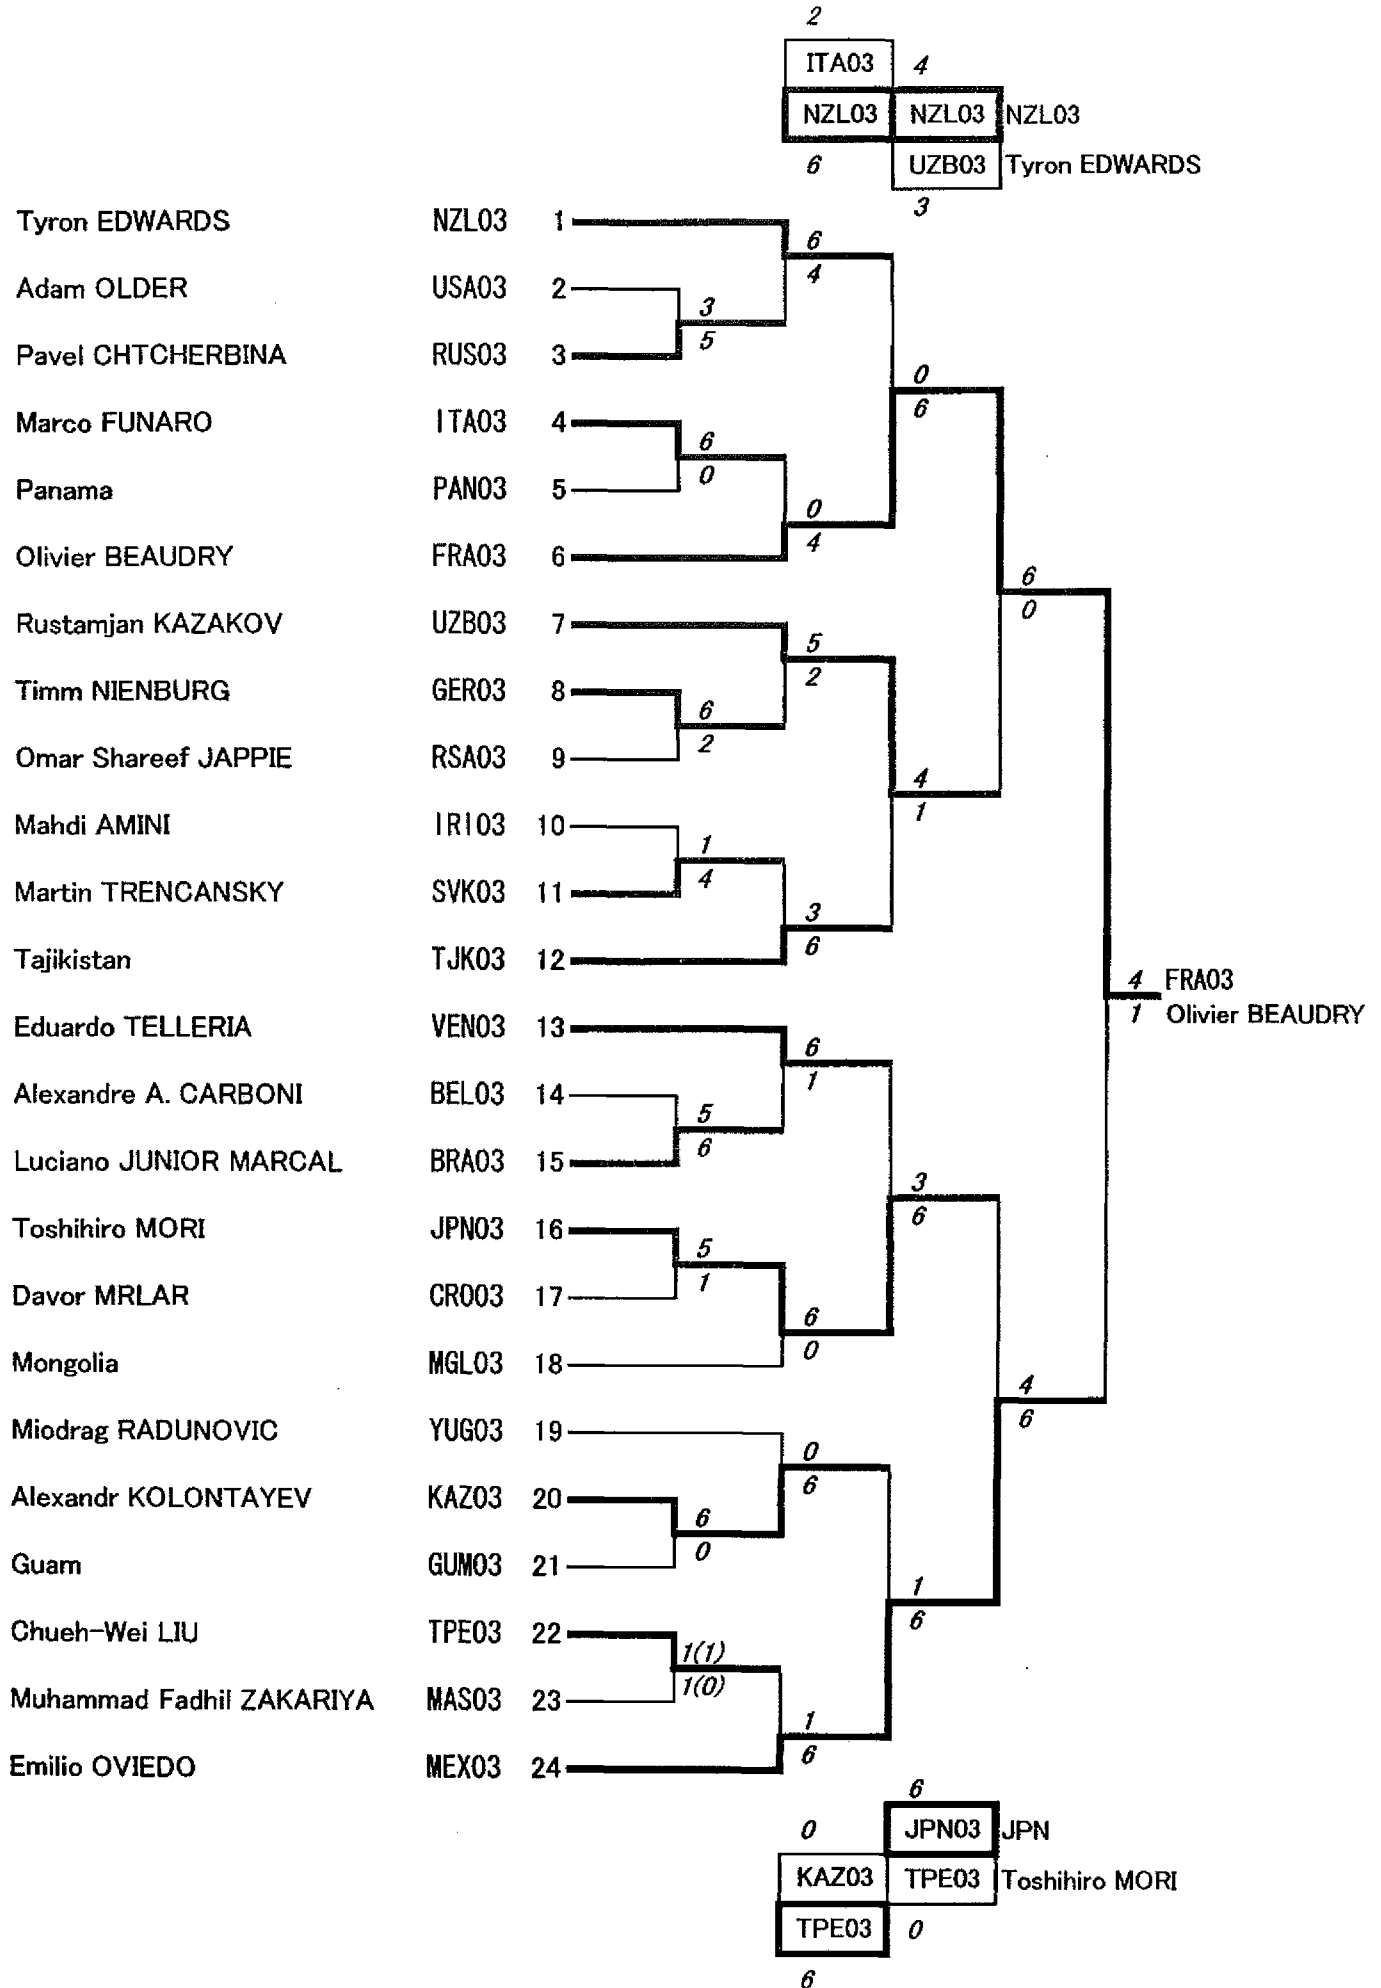 2
ITA03 4
NZL03 NZL03 NZL03
6 UZB03 Tyron EDWARDS
3
Tyron EDWARDS NZL03 1
6
4
Adam OLDER USA03 2
3
5
Pavel CHTCHERBINA RUS03 3
0
6
Marco FUNARO ITA03 4
6
0
Panama PAN03 5
0
4
Olivier BEAUDRY FRA03 6
6
0
Rustamjan KAZAKOV UZB03 7
5
2
Timm NIENBURG GER03 8
6
2
Omar Shareef JAPPIE RSA03 9
4
1
Mahdi AMINI IRI03 10
1
4
Martin TRENCANSKY SVK03 11
3
6
Tajikistan TJK03 12
4 FRA03
1 Olivier BEAUDRY
Eduardo TELLERIA VEN03 13
6
1
Alexandre A. CARBONI BEL03 14
5
6
Luciano JUNIOR MARCAL BRA03 15
3
6
Toshihiro MORI JPN03 16
5
1
Davor MRLAR CRO03 17
6
0
Mongolia MGL03 18
4
6
Miodrag RADUNOVIC YUG03 19
0
6
Alexandr KOLONTAYEV KAZ03 20
6
0
Guam GUM03 21
1
6
Chueh-Wei LIU TPE03 22
1(1)
1(0)
Muhammad Fadhil ZAKARIYA MAS03 23
1
6
Emilio OVIEDO MEX03 24
6
0 JPN03 JPN
KAZ03 TPE03 Toshihiro MORI
TPE03 0
6